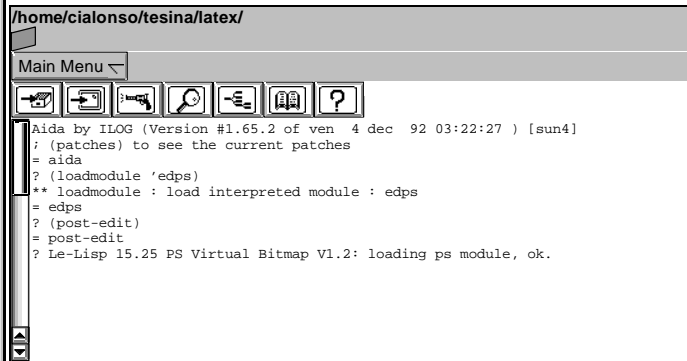 /home/cialonso/tesina/latex/
Main Menu
?
Aida by ILOG (Version #1.65.2 of ven  4 dec  92 03:22:27 ) [sun4]
; (patches) to see the current patches
= aida
? (loadmodule ’edps)
** loadmodule : load interpreted module : edps
= edps
? (post-edit)
= post-edit
? Le-Lisp 15.25 PS Virtual Bitmap V1.2: loading ps module, ok.